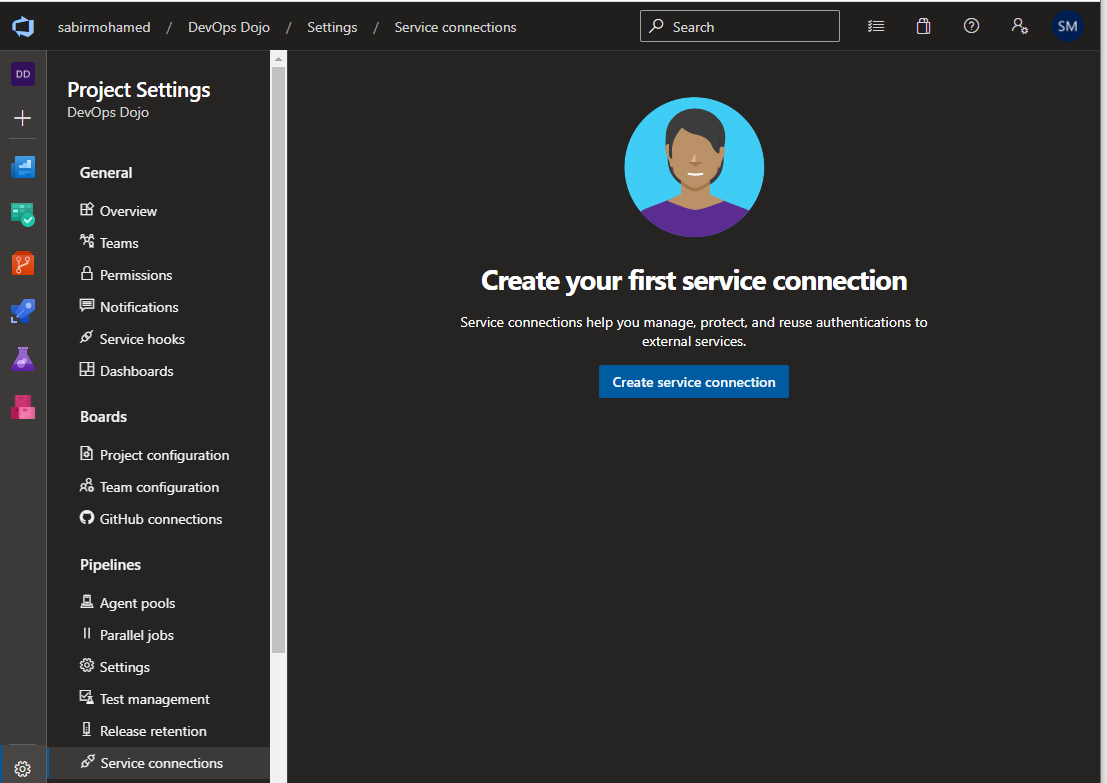 sabirmohamed / DevOps Dojo / Settings / Service connections
Search
SM
DD
Project Settings
DevOps Dojo
General
Overview
Teams
Permissions
Notifications
Service hooks
Dashboards
Boards
Project configuration
Team configuration
GitHub connections
Pipelines
Agent pools
Parallel jobs
Settings
Test management
Release retention
Service connections
Create your first service connection
Service connections help you manage, protect, and reuse authentications to
external services.
Create service connection